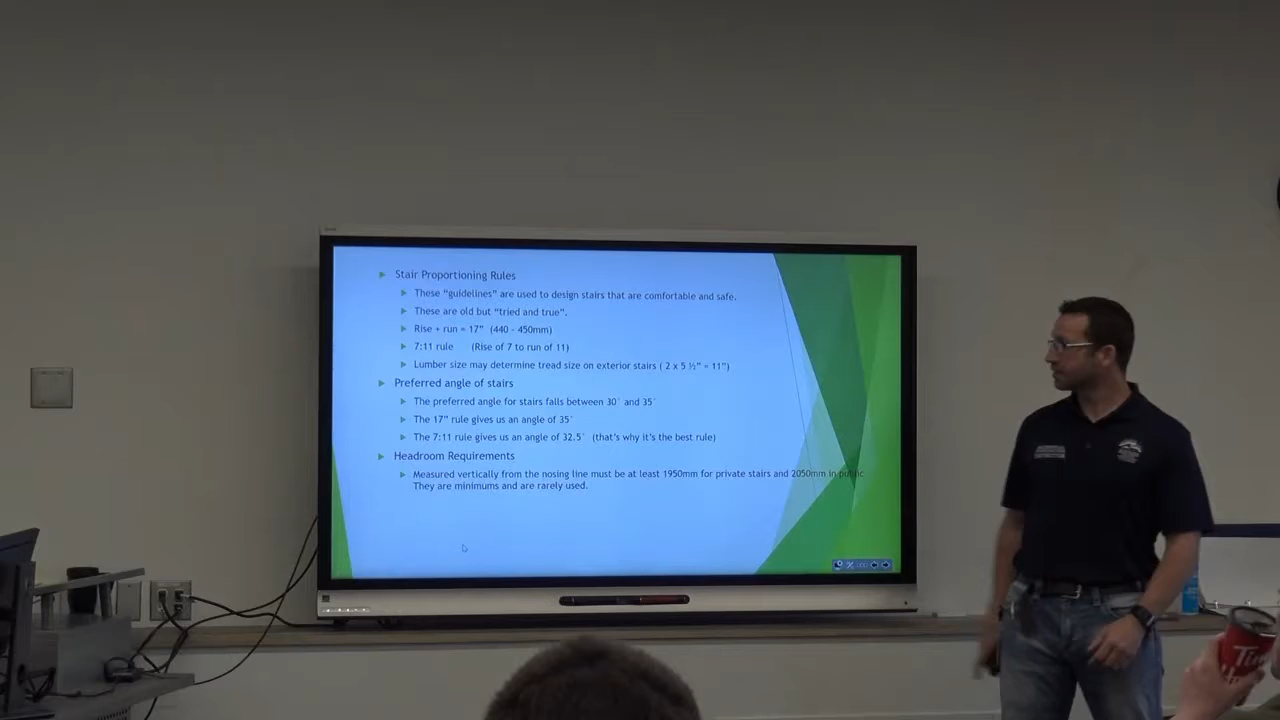 Stair Proportioning Rules
These "guidelines" are used to design stairs that are comfortable and safe.
These are old but "tried and true".
Rise + run = 17" (440 - 450mm)
7:11 rule (Rise of 7 to run of 11)
Lumber size may determine tread size on exterior stairs ( 2 x 5 ½" = 11")
Preferred angle of stairs
The preferred angle for stairs falls between 30° and 35°
The 17" rule gives us an angle of 35°
The 7:11 rule gives us an angle of 32.5° (that's why it's the best rule)
Headroom Requirements
Measured vertically from the nosing line must be at least 1950mm for private stairs and 2050mm in public
They are minimums and are rarely used.
Tim